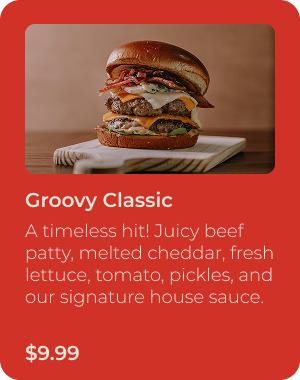 Groovy Classic
A timeless hit! Juicy beef
patty, melted cheddar, fresh
lettuce, tomato, pickles, and
our signature house sauce.
$9.99